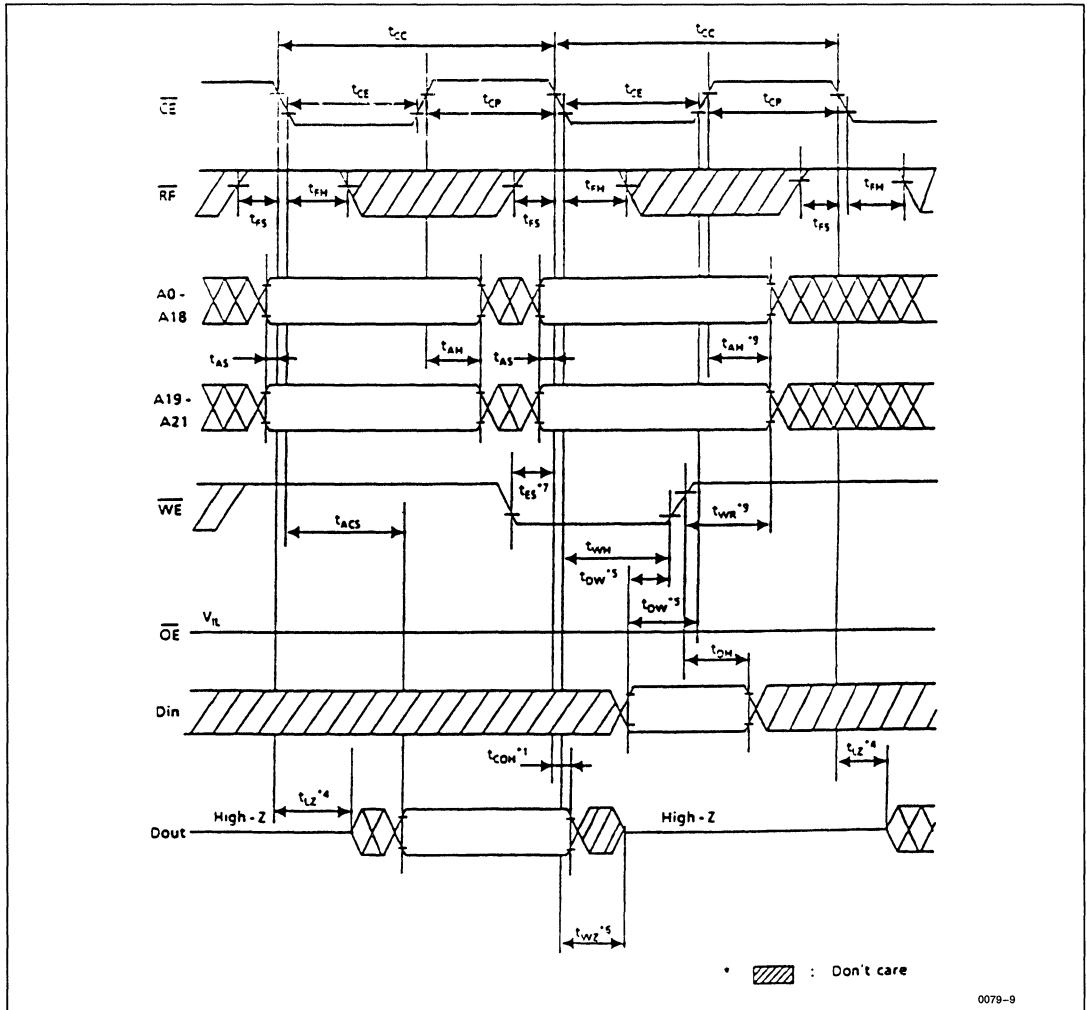 tCC tCC
CE tCE tCP tCE tCP
RF tFS tFH tFS tFH tFS tFH
A0 -
A18
tAS tAH tAS tAH*9
A19 -
A21
WE tES*7 tWR*9
tACS tWH
tDW*5
tDW*5
OE VIL
tDH
Din
tCOH*1 tLZ*4
Dout High - Z tLZ*4 High - Z
tWZ*5
* : Don't care
0079–9